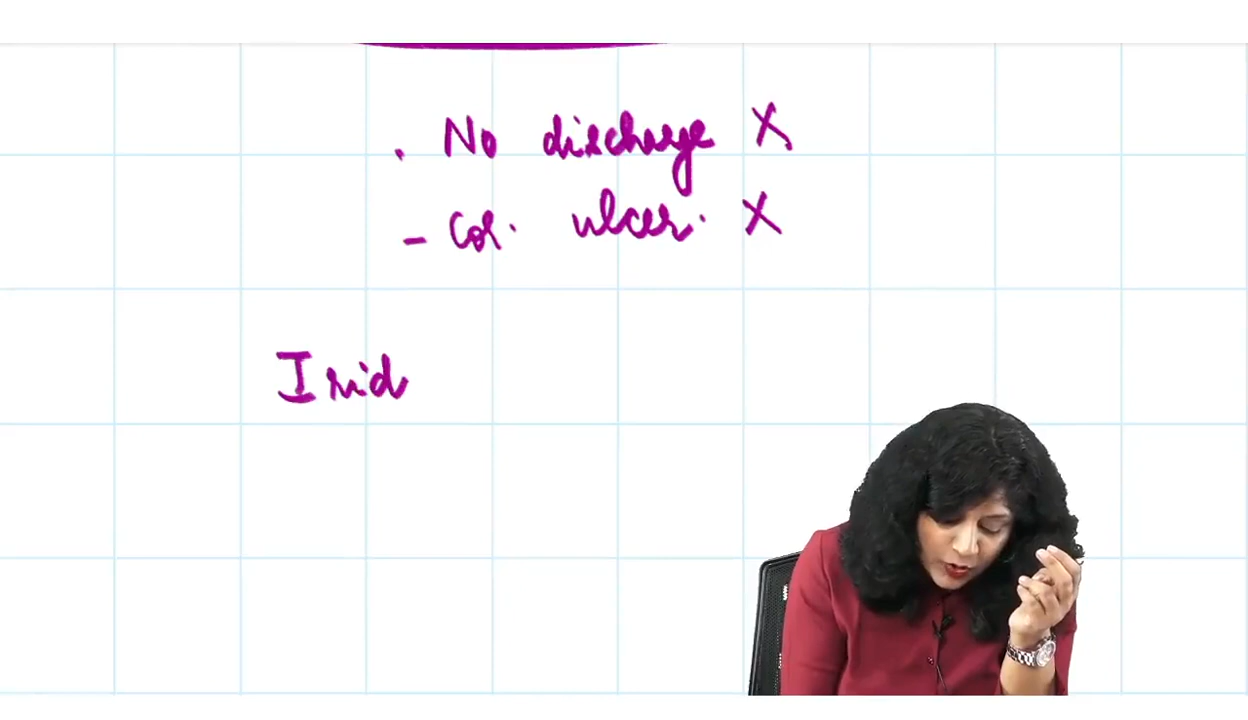 . No discharge X
- Cor. ulcer. X
Irid